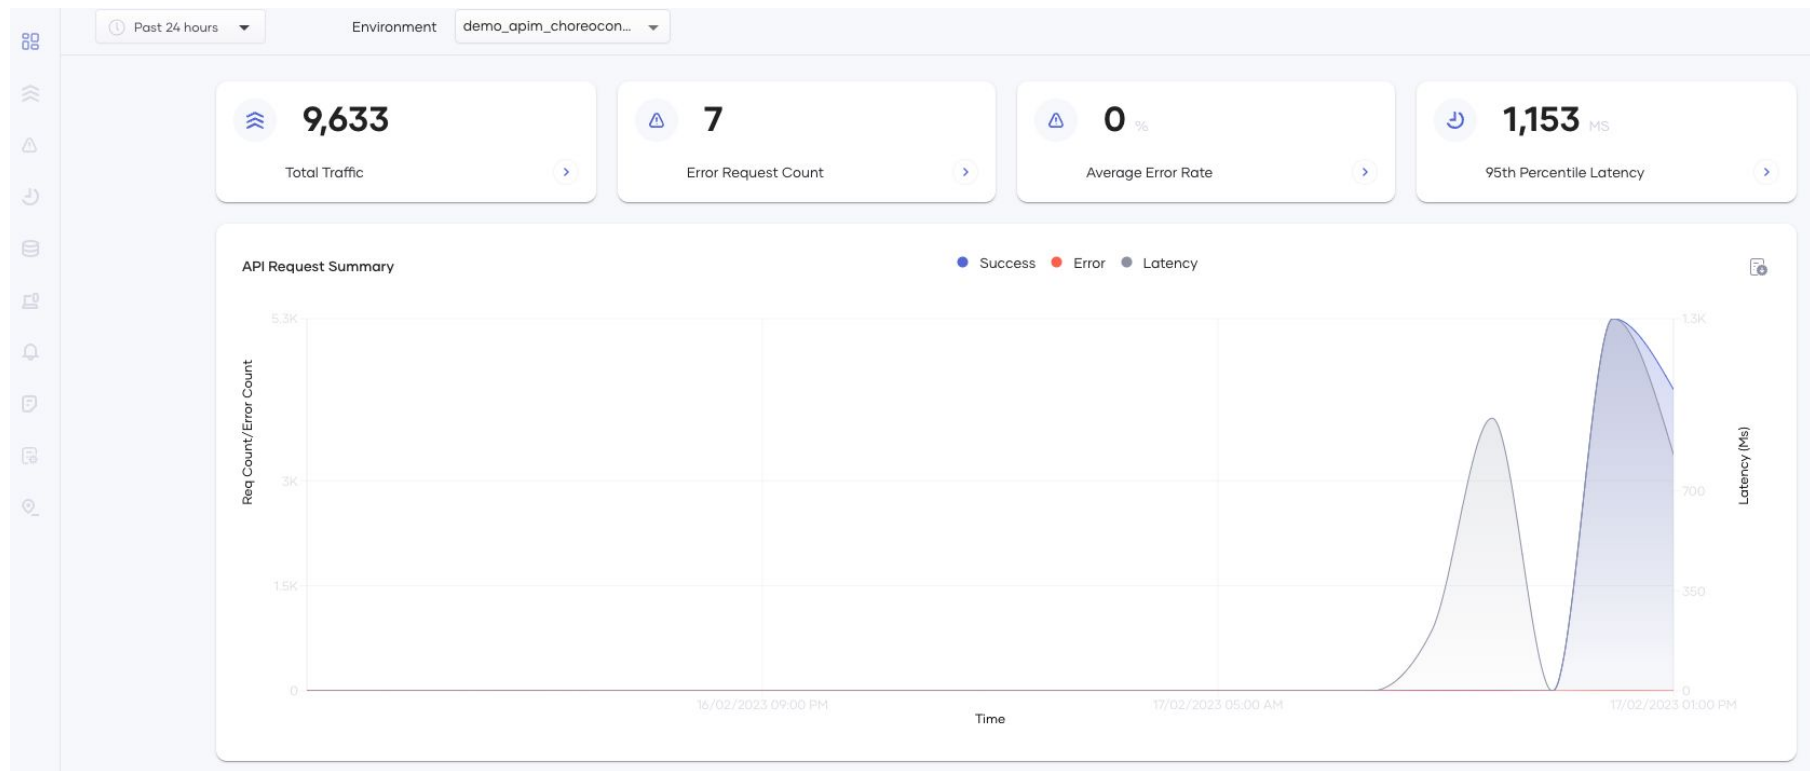 Past 24 hours
Environment
demo_apim_choreocon...
9,633
Total Traffic
7
Error Request Count
0 %
Average Error Rate
1,153 MS
95th Percentile Latency
API Request Summary
Success
Error
Latency
5.3K
3K
1.5K
0
Req Count/Error Count
1.3K
700
350
0
Latency (Ms)
16/02/2023 09:00 PM
17/02/2023 05:00 AM
17/02/2023 01:00 PM
Time